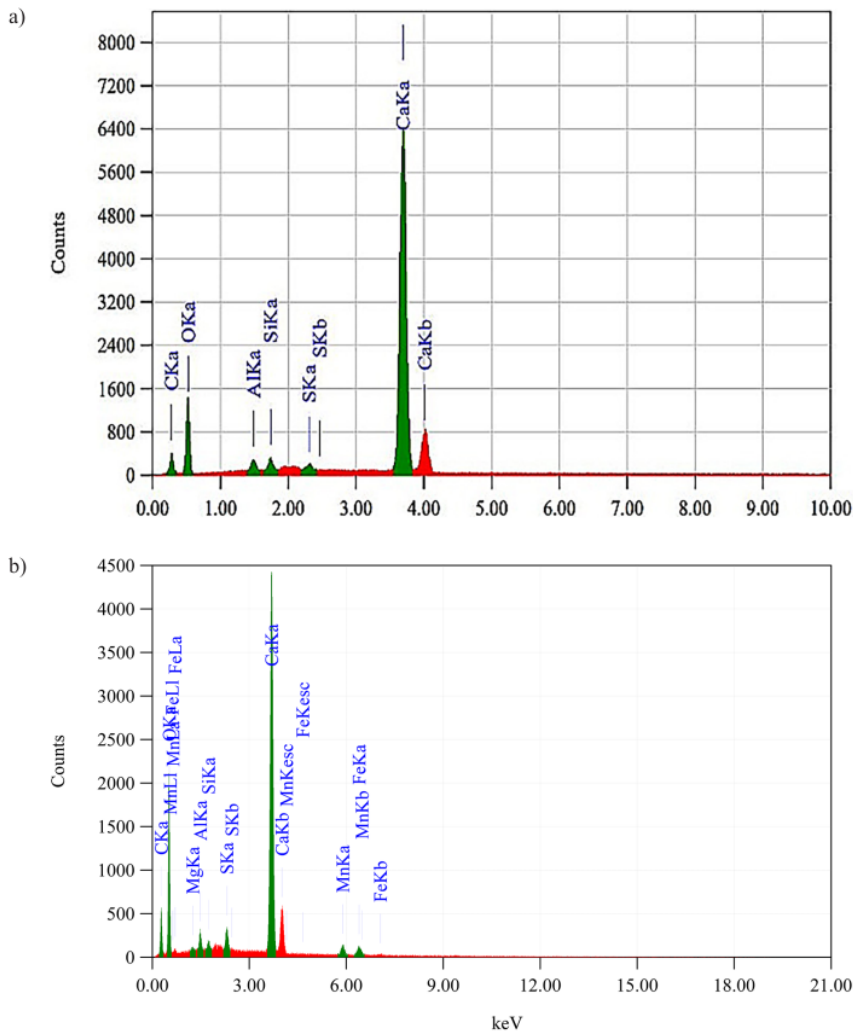 a)
8000
7200
6400
5600
4800
4000
3200
2400
1600
800
0
Counts
CKa
OKa
AlKa
SiKa
SKa
SKb
CaKa
CaKb
0.00 1.00 2.00 3.00 4.00 5.00 6.00 7.00 8.00 9.00 10.00
b)
4500
4000
3500
3000
2500
2000
1500
1000
500
0
Counts
CKa
MnLl
OKa
MnLa
FeLl
FeLa
MgKa
AlKa
SiKa
SKa
SKb
CaKa
CaKb
MnKesc
FeKesc
MnKa
MnKb
FeKa
FeKb
0.00 3.00 6.00 9.00 12.00 15.00 18.00 21.00
keV